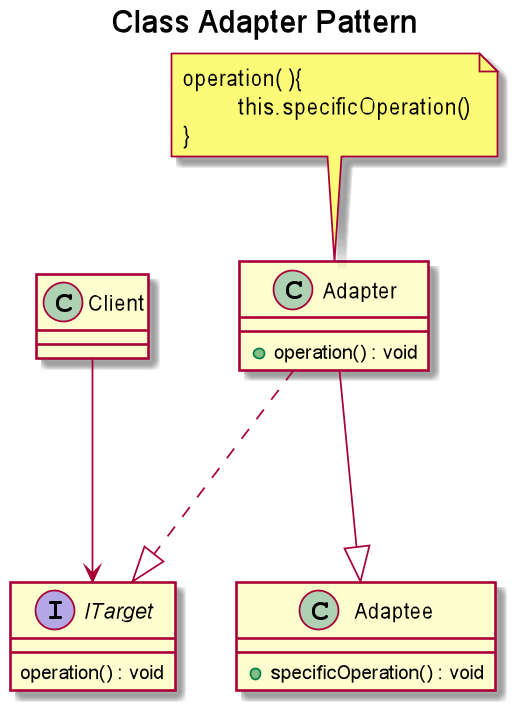 Class Adapter Pattern
operation( ){
this.specificOperation()
}
C Client
C Adapter
operation() : void
I ITarget
operation() : void
C Adaptee
specificOperation() : void